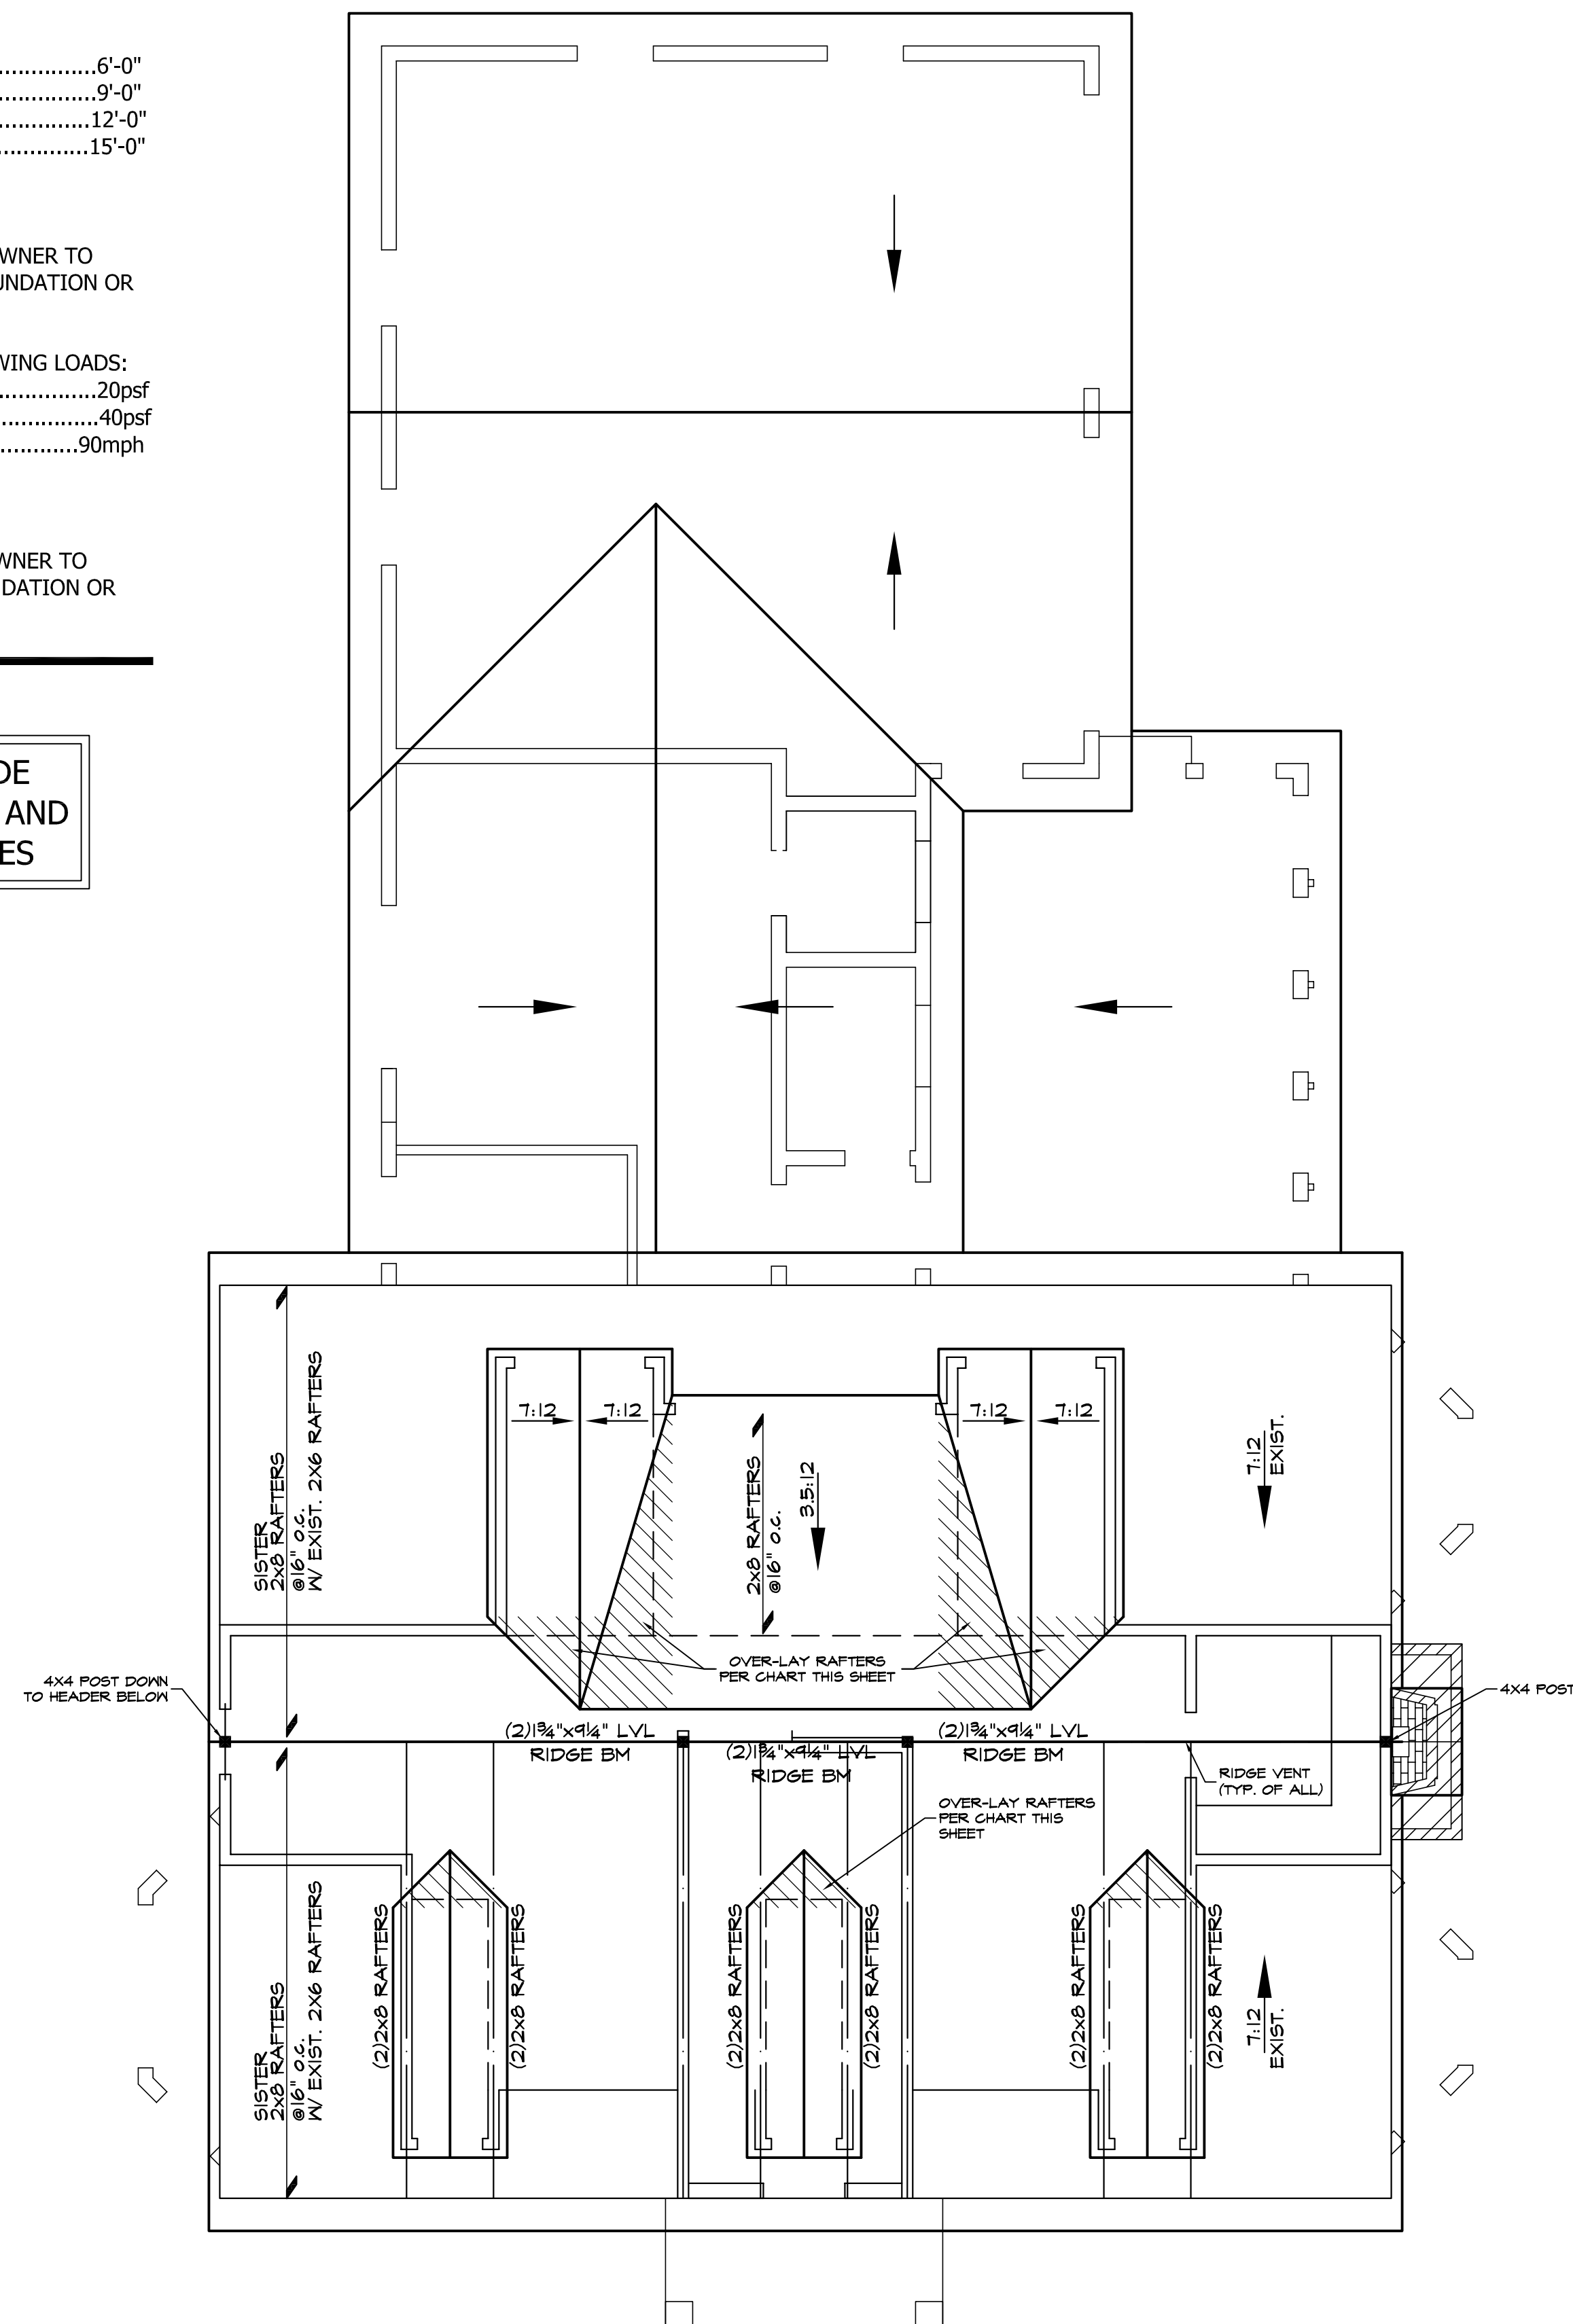 ...............6'-0"
...............9'-0"
..............12'-0"
..............15'-0"
WNER TO
UNDATION OR
WING LOADS:
...............20psf
...............40psf
............90mph
WNER TO
DATION OR
DE
AND
ES
7:12
7:12
7:12
7:12
SISTER
2x8 RAFTERS
@16" o.c.
W/ EXIST. 2X6 RAFTERS
2x8 RAFTERS
@16" o.c.
3.5:12
7:12
EXIST.
OVER-LAY RAFTERS
PER CHART THIS SHEET
4X4 POST DOWN
TO HEADER BELOW
4X4 POST
(2)1¾"x9¼" LVL
RIDGE BM
(2)1¾"x9¼" LVL
RIDGE BM
(2)1¾"x9¼" LVL
RIDGE BM
RIDGE VENT
(TYP. OF ALL)
OVER-LAY RAFTERS
PER CHART THIS
SHEET
(2)2x8 RAFTERS
(2)2x8 RAFTERS
(2)2x8 RAFTERS
(2)2x8 RAFTERS
(2)2x8 RAFTERS
(2)2x8 RAFTERS
SISTER
2x8 RAFTERS
@16" o.c.
W/ EXIST. 2X6 RAFTERS
7:12
EXIST.